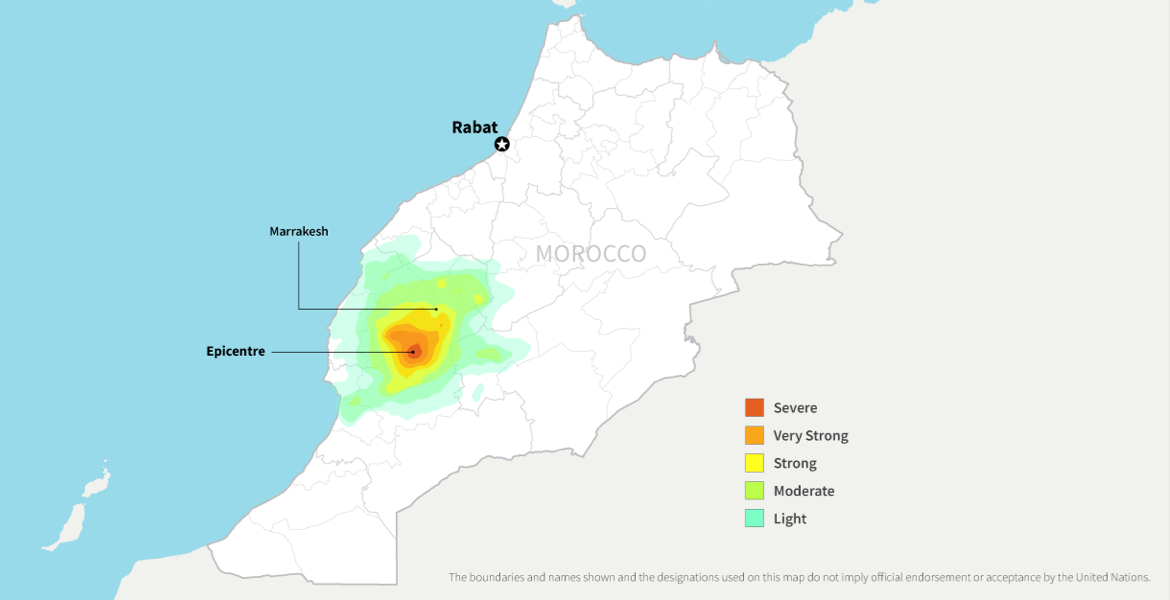 Rabat
Marrakesh
MOROCCO
Epicentre
Severe
Very Strong
Strong
Moderate
Light
The boundaries and names shown and the designations used on this map do not imply official endorsement or acceptance by the United Nations.